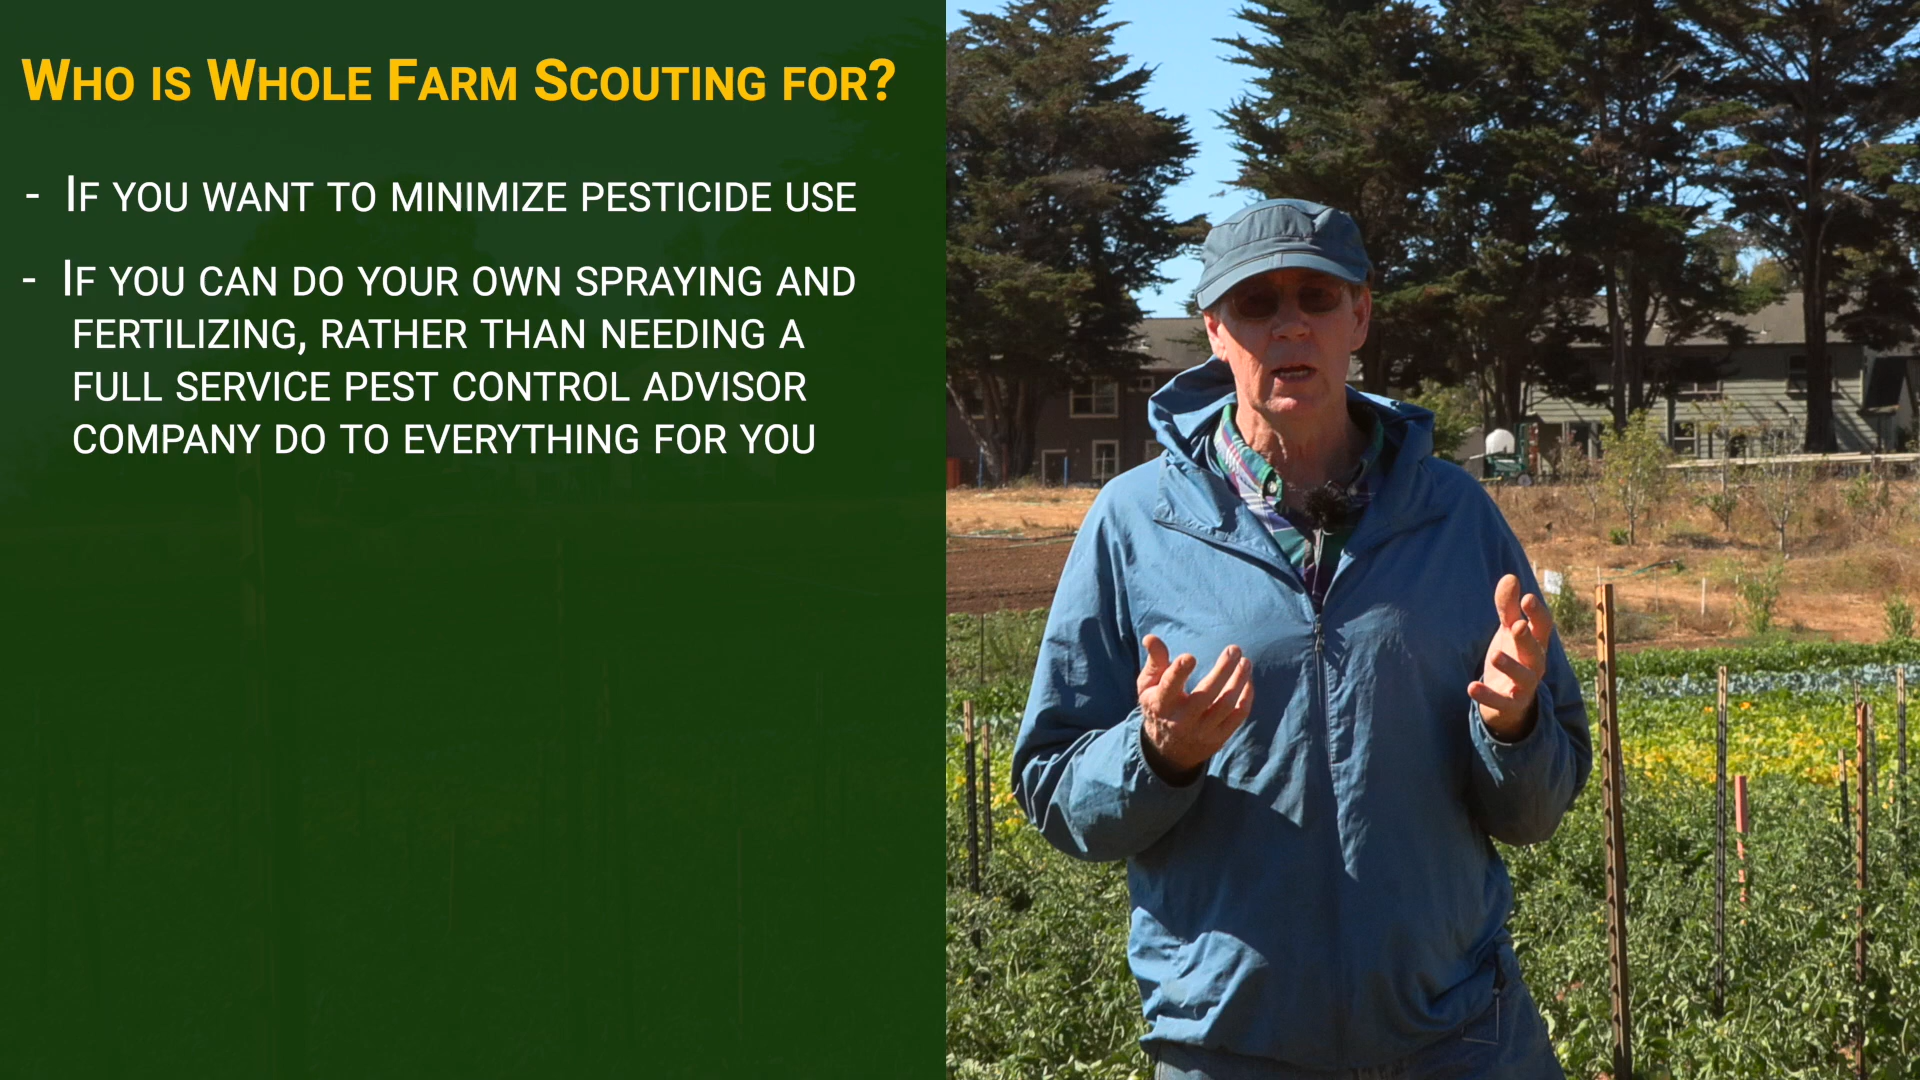 Who is Whole Farm Scouting for?
- If you want to minimize pesticide use
- If you can do your own spraying and
fertilizing, rather than needing a
full service pest control advisor
company do to everything for you